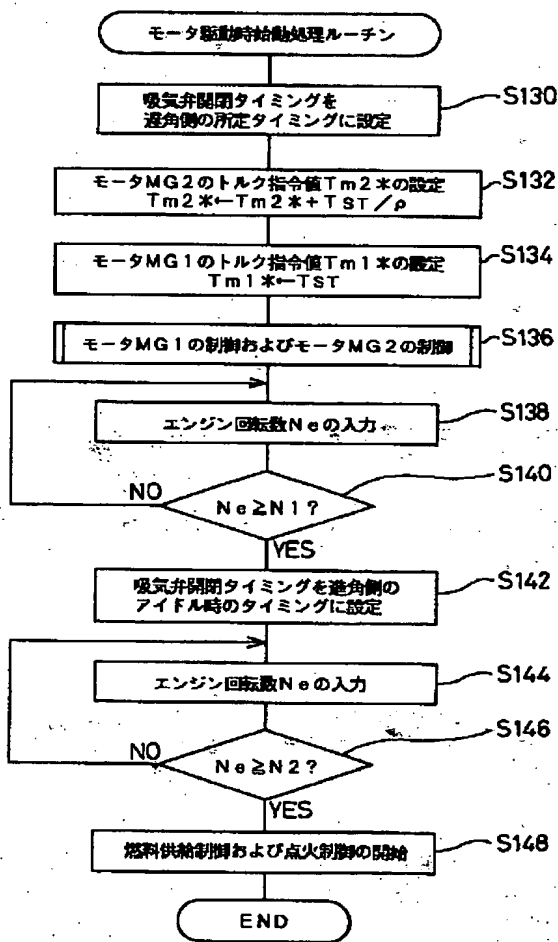 モータ駆動時始動処理ルーチン
吸気弁開閉タイミングを
遅角側の所定タイミングに設定
S130
モータMG2のトルク指令値Tm2*の設定
Tm2*←Tm2*+TST/ρ
S132
モータMG1のトルク指令値Tm1*の設定
Tm1*←TST
S134
モータMG1の制御およびモータMG2の制御
S136
エンジン回転数Neの入力
S138
Ne≧N1?
S140
NO
YES
吸気弁開閉タイミングを進角側の
アイドル時のタイミングに設定
S142
エンジン回転数Neの入力
S144
Ne≧N2?
S146
NO
YES
燃料供給制御および点火制御の開始
S148
END